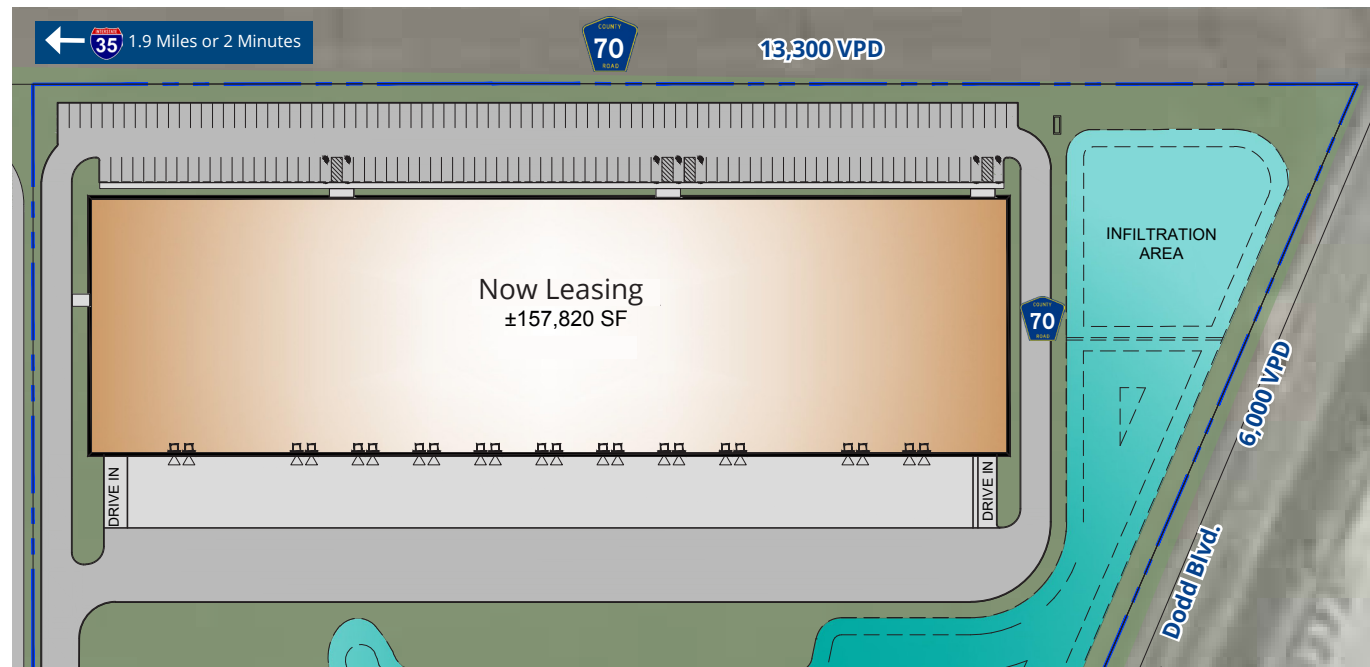 INTERSTATE
35
1.9 Miles or 2 Minutes
COUNTY
70
ROAD
13,300 VPD
INFILTRATION
AREA
Now Leasing
±157,820 SF
COUNTY
70
ROAD
6,000 VPD
DRIVE IN
DRIVE IN
Dodd Blvd.